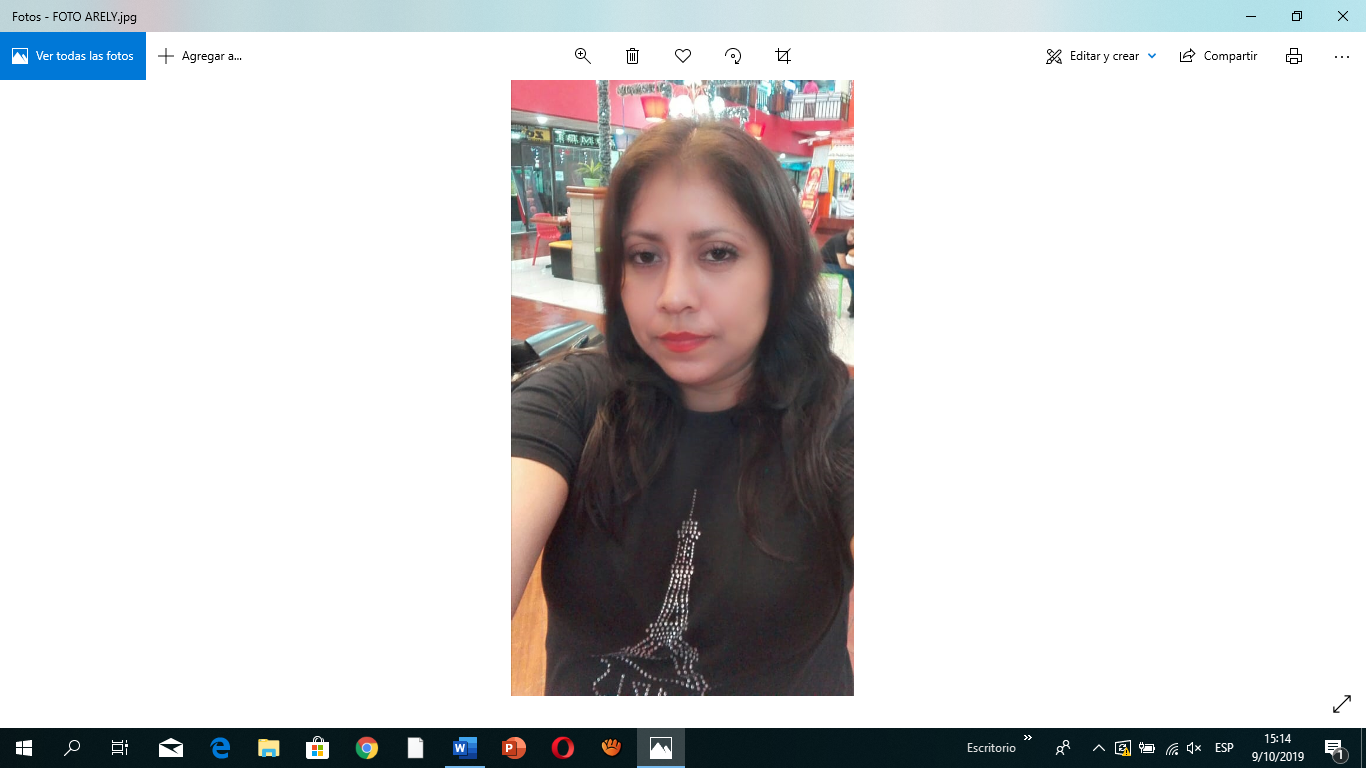 Fotos - FOTO ARELY.jpg
Ver todas las fotos
Agregar a...
Editar y crear
Compartir
Escritorio
ESP
15:14
9/10/2019
1